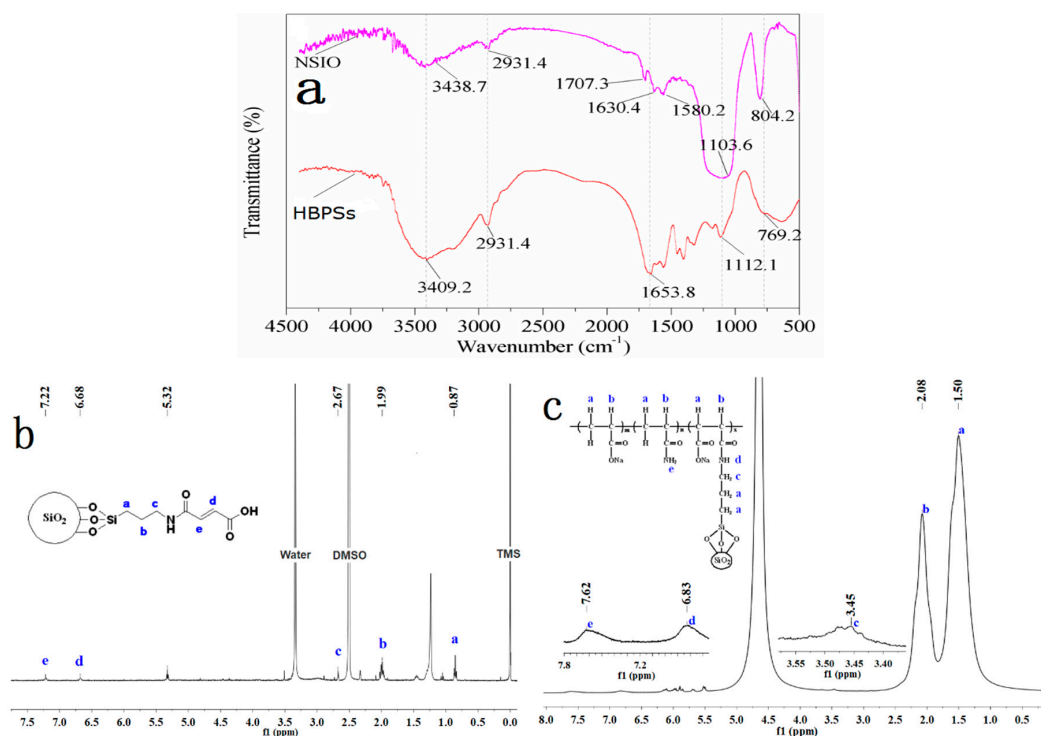 a
NSIO
3438.7
2931.4
1707.3
1630.4
1580.2
1103.6
804.2
HBPSs
3409.2
2931.4
1653.8
1112.1
769.2
Transmittance (%)
4500 4000 3500 3000 2500 2000 1500 1000 500
Wavenumber (cm-1)
b
7.22
6.68
5.32
2.67
1.99
0.87
SiO2
O
O
O
Si
a
b
c
N
H
O
d
e
OH
O
Water
DMSO
TMS
e d c b a
7.5 7.0 6.5 6.0 5.5 5.0 4.5 4.0 3.5 3.0 2.5 2.0 1.5 1.0 0.5 0.0
f1 (ppm)
c
2.08
1.50
a b a b a b
H H H H H H
C C C C C C
m n x
H C=O H C=O C=O C=O
ONa NH2 ONa NH d
e
CH2 c
CH2 a
CH2 a
Si
O O O
SiO2
a
b
7.62
6.83
e
d
7.8 7.2
f1 (ppm)
3.45
c
3.55 3.50 3.45 3.40
f1 (ppm)
8.0 7.5 7.0 6.5 6.0 5.5 5.0 4.5 4.0 3.5 3.0 2.5 2.0 1.5 1.0 0.5
f1 (ppm)